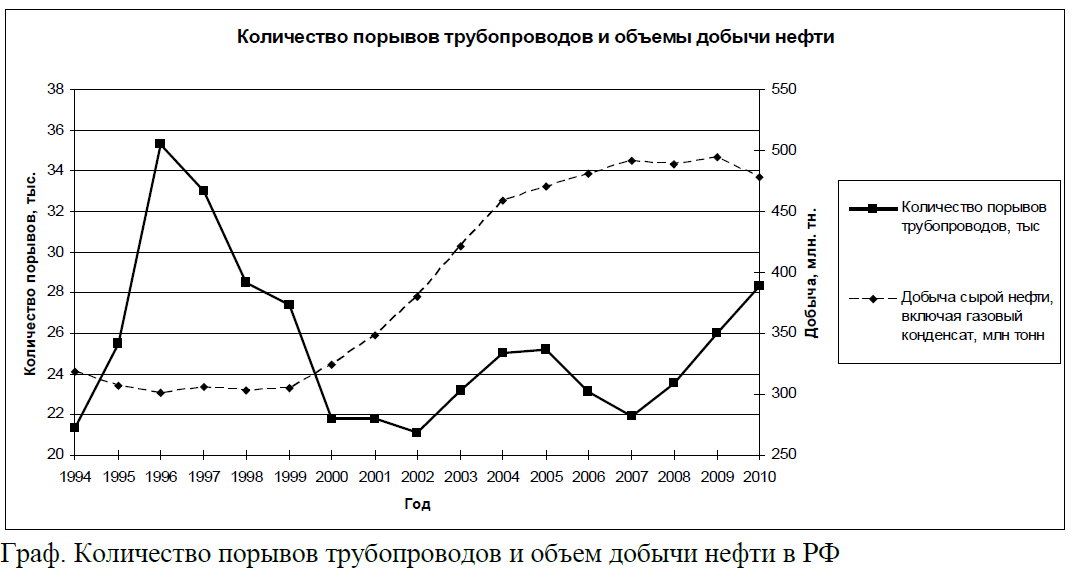 Количество порывов трубопроводов и объемы добычи нефти
Количество порывов, тыс.
38
36
34
32
30
28
26
24
22
20
550
500
450
400
350
300
250
Добыча, млн. тн.
1994 1995 1996 1997 1998 1999 2000 2001 2002 2003 2004 2005 2006 2007 2008 2009 2010
Год
Количество порывов
трубопроводов, тыс
Добыча сырой нефти,
включая газовый
конденсат, млн тонн
Граф. Количество порывов трубопроводов и объем добычи нефти в РФ